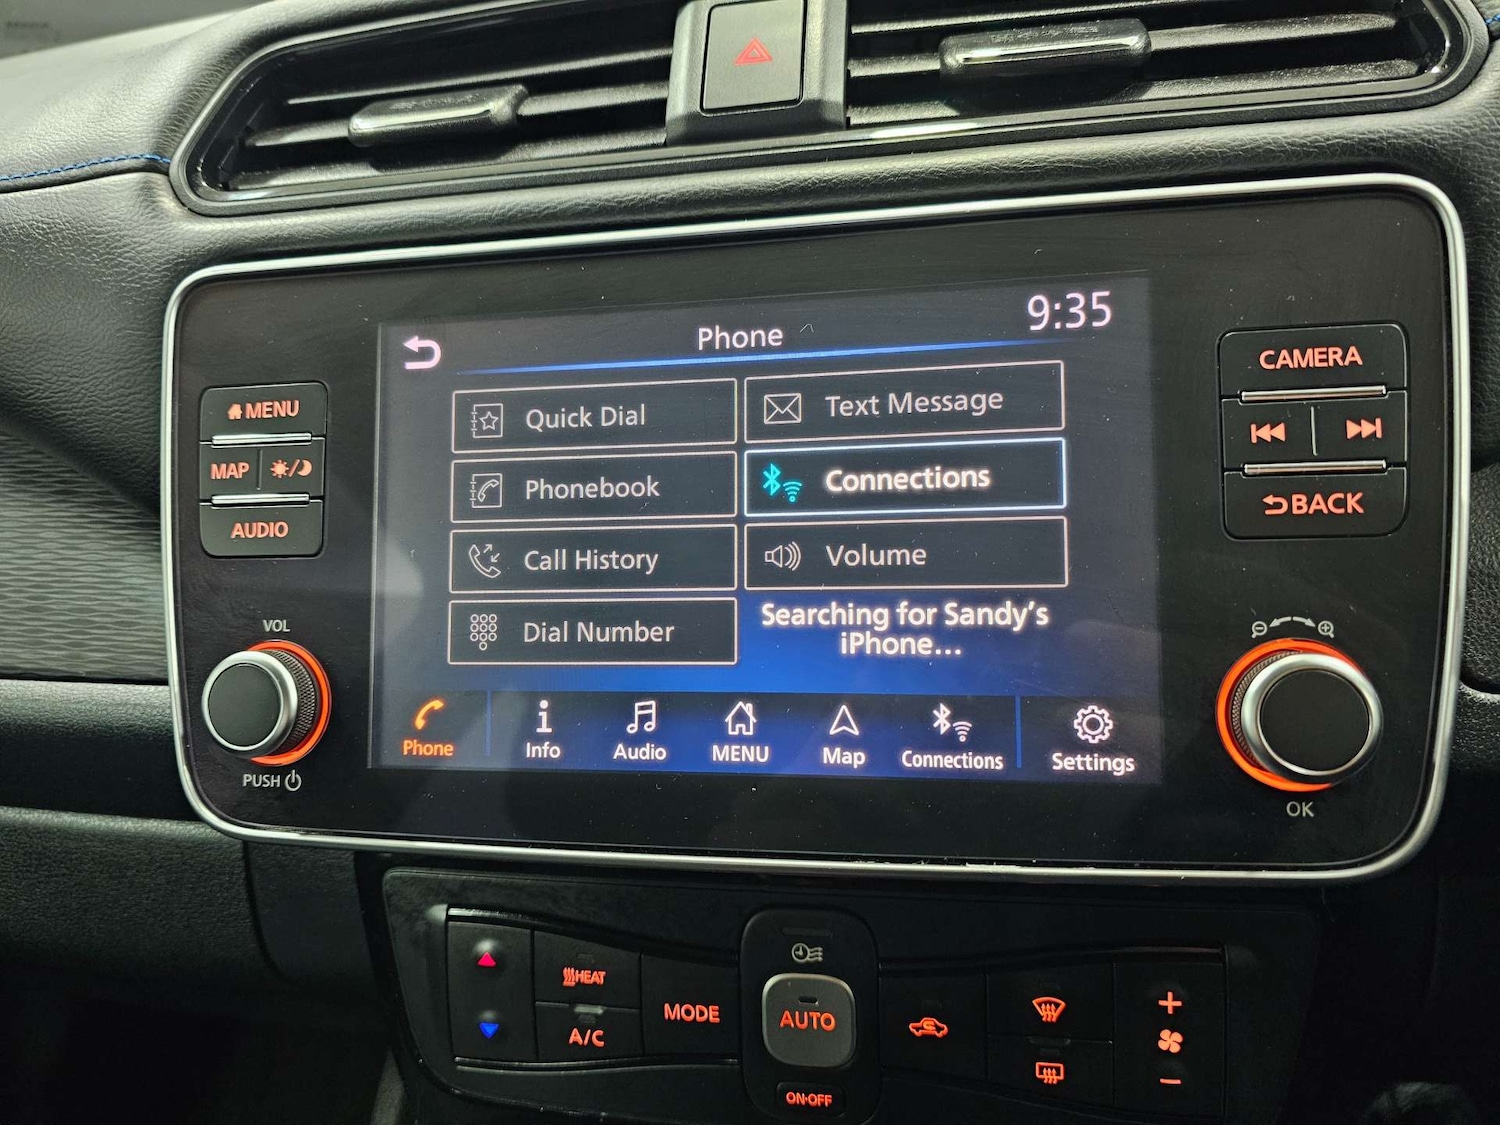 Phone
9:35
Quick Dial
Text Message
Phonebook
Connections
Call History
Volume
Dial Number
Searching for Sandy's
iPhone...
Phone
Info
Audio
MENU
Map
Connections
Settings
MENU
MAP
AUDIO
VOL
PUSH
CAMERA
BACK
OK
HEAT
A/C
MODE
AUTO
ON•OFF